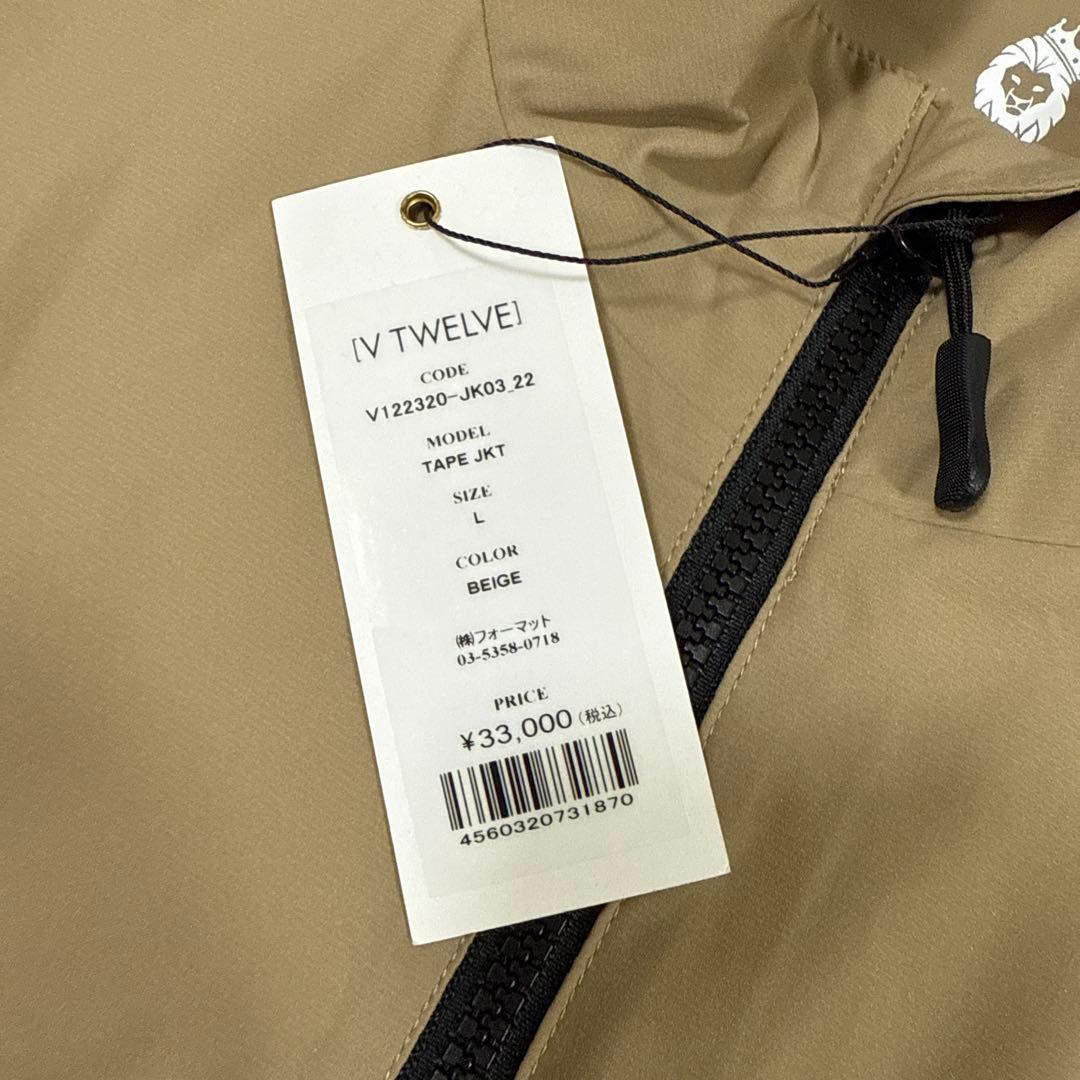 [V TWELVE]
CODE
V122320-JK03_22
MODEL
TAPE JKT
SIZE
L
COLOR
BEIGE
㈱フォーマット
03-5358-0718
PRICE
¥33,000(税込)
4560320731870